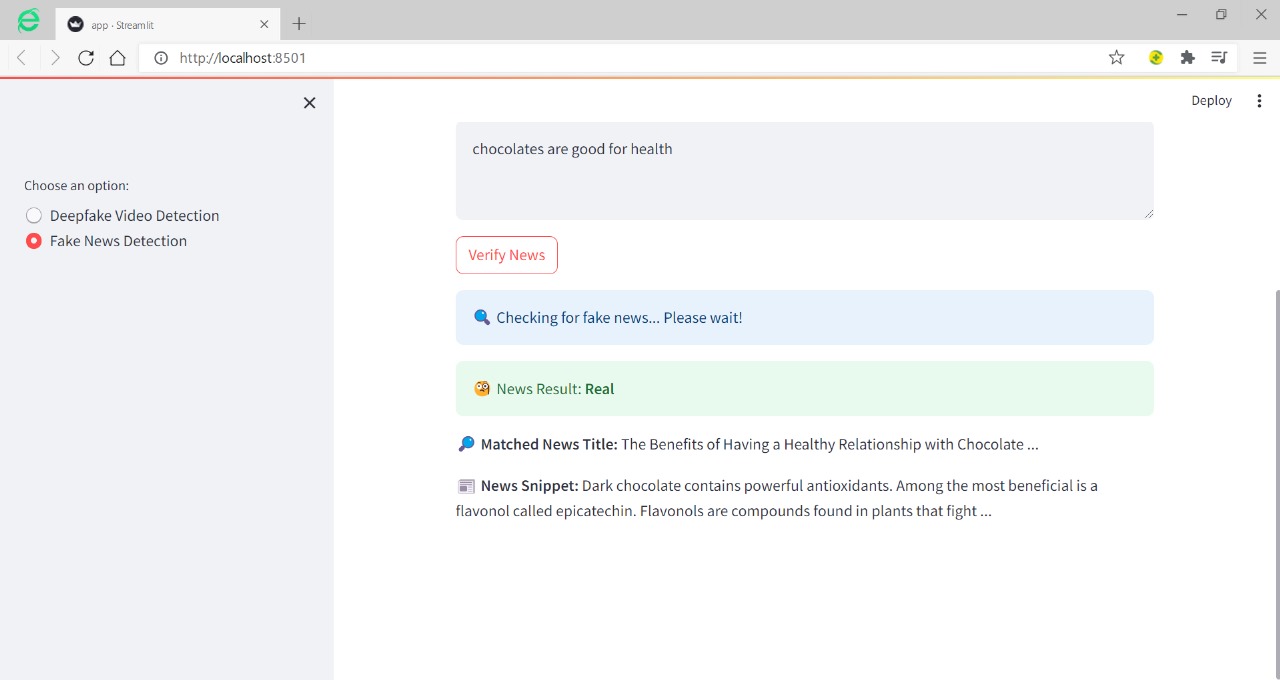 app · Streamlit
http://localhost:8501
Deploy
Choose an option:
Deepfake Video Detection
Fake News Detection
chocolates are good for health
Verify News
Checking for fake news... Please wait!
News Result: Real
Matched News Title: The Benefits of Having a Healthy Relationship with Chocolate ...
News Snippet: Dark chocolate contains powerful antioxidants. Among the most beneficial is a
flavonol called epicatechin. Flavonols are compounds found in plants that fight ...